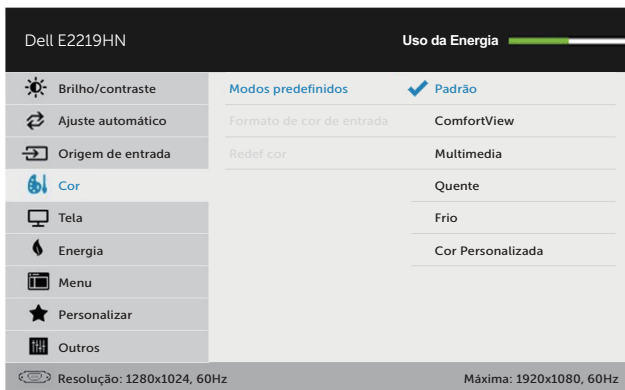 Dell E2219HN
Uso da Energia
Brilho/contraste
Modos predefinidos
Padrão
Ajuste automático
Formato de cor de entrada
ComfortView
Origem de entrada
Redef cor
Multimedia
Cor
Quente
Tela
Frio
Energia
Cor Personalizada
Menu
Personalizar
Outros
Resolução: 1280x1024, 60Hz
Máxima: 1920x1080, 60Hz